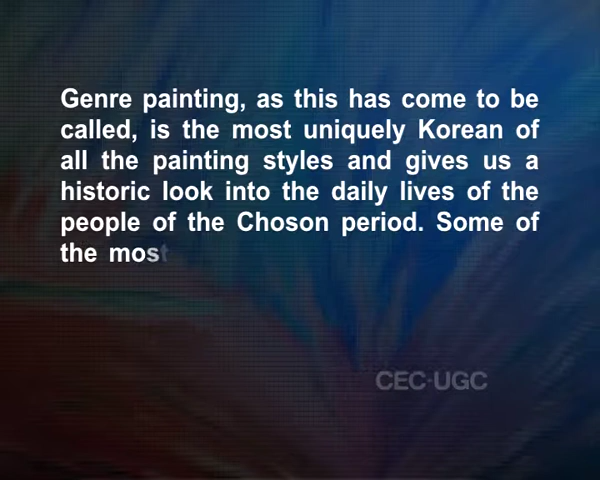 Genre painting, as this has come to be
called, is the most uniquely Korean of
all the painting styles and gives us a
historic look into the daily lives of the
people of the Choson period. Some of
the most
CEC-UGC